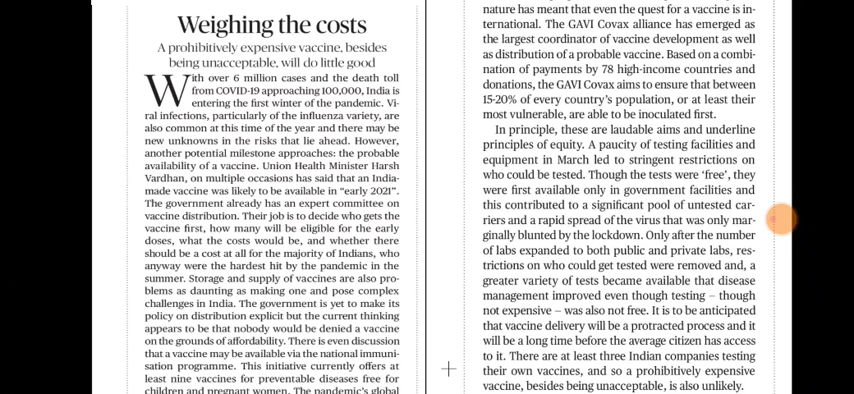 Weighing the costs
A prohibitively expensive vaccine, besides
being unacceptable, will do little good
With over 6 million cases and the death toll
from COVID-19 approaching 100,000, India is
entering the first winter of the pandemic. Vi-
ral infections, particularly of the influenza variety, are
also common at this time of the year and there may be
new unknowns in the risks that lie ahead. However,
another potential milestone approaches: the probable
availability of a vaccine. Union Health Minister Harsh
Vardhan, on multiple occasions has said that an India-
made vaccine was likely to be available in “early 2021”.
The government already has an expert committee on
vaccine distribution. Their job is to decide who gets the
vaccine first, how many will be eligible for the early
doses, what the costs would be, and whether there
should be a cost at all for the majority of Indians, who
anyway were the hardest hit by the pandemic in the
summer. Storage and supply of vaccines are also pro-
blems as daunting as making one and pose complex
challenges in India. The government is yet to make its
policy on distribution explicit but the current thinking
appears to be that nobody would be denied a vaccine
on the grounds of affordability. There is even discussion
that a vaccine may be available via the national immuni-
sation programme. This initiative currently offers at
least nine vaccines for preventable diseases free for
children and pregnant women. The pandemic's global
nature has meant that even the quest for a vaccine is in-
ternational. The GAVI Covax alliance has emerged as
the largest coordinator of vaccine development as well
as distribution of a probable vaccine. Based on a combi-
nation of payments by 78 high-income countries and
donations, the GAVI Covax aims to ensure that between
15-20% of every country's population, or at least their
most vulnerable, are able to be inoculated first.
In principle, these are laudable aims and underline
principles of equity. A paucity of testing facilities and
equipment in March led to stringent restrictions on
who could be tested. Though the tests were ‘free’, they
were first available only in government facilities and
this contributed to a significant pool of untested car-
riers and a rapid spread of the virus that was only mar-
ginally blunted by the lockdown. Only after the number
of labs expanded to both public and private labs, res-
trictions on who could get tested were removed and, a
greater variety of tests became available that disease
management improved even though testing – though
not expensive – was also not free. It is to be anticipated
that vaccine delivery will be a protracted process and it
will be a long time before the average citizen has access
to it. There are at least three Indian companies testing
their own vaccines, and so a prohibitively expensive
vaccine, besides being unacceptable, is also unlikely.